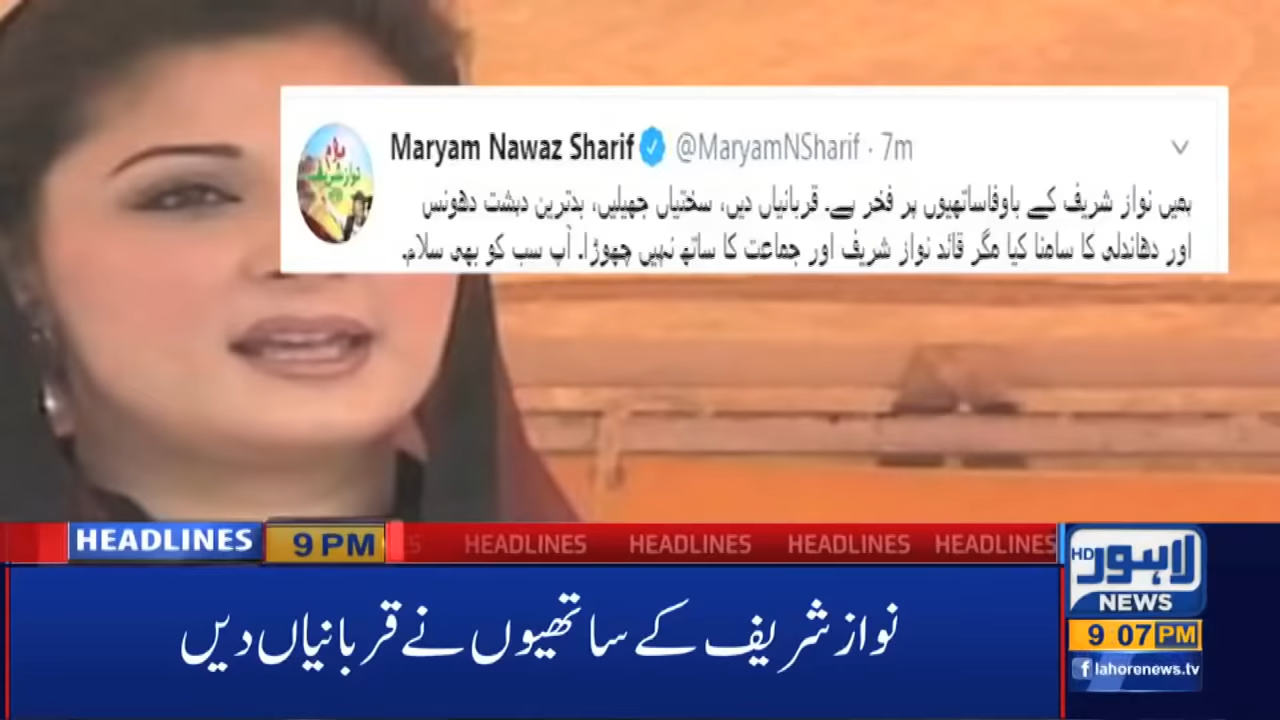 Maryam Nawaz Sharif @MaryamNSharif · 7m
ہمیں نواز شریف کے باوفاساتھیوں پر فخر ہے۔ قربانیاں دیں، سختیاں جھیلیں، بدترین دہشت دھونس
اور دھاندلی کا سامنا کیا مگر قائد نواز شریف اور جماعت کا ساتھ نہیں چھوڑا۔ آپ سب کو بھی سلام۔
نواز شریف
HEADLINES 9 PM HEADLINES HEADLINES HEADLINES HEADLINES
نواز شریف کے ساتھیوں نے قربانیاں دیں
HD لاہور
NEWS
9 07 PM
f lahorenews.tv